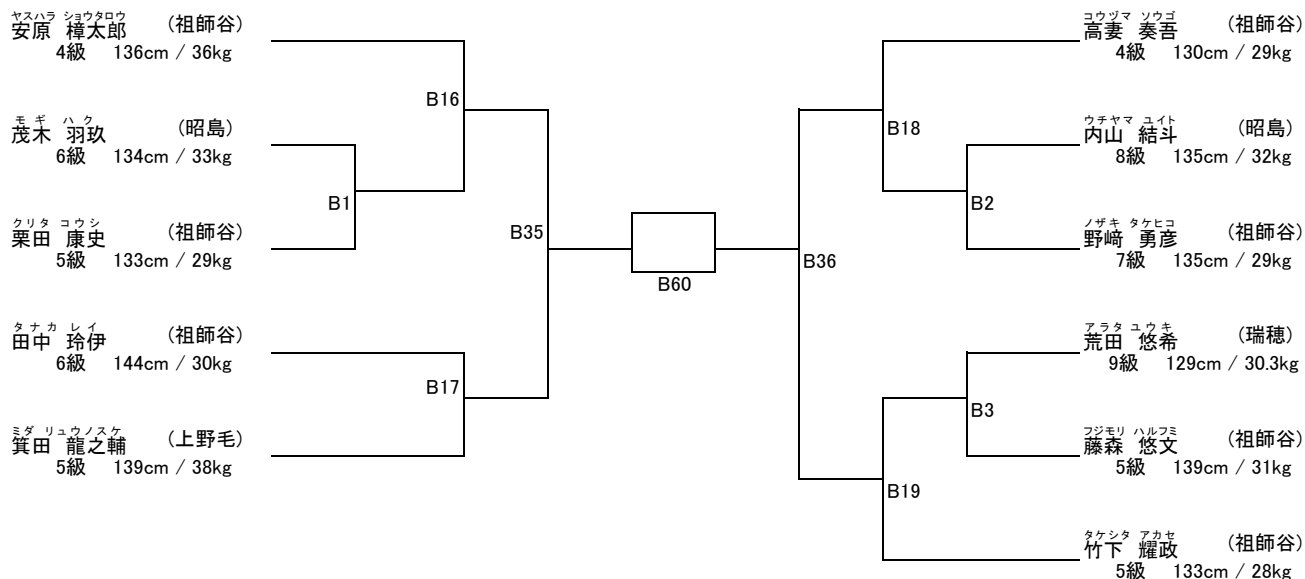 ヤスハラ ショウタロウ
安原 樟太郎 (祖師谷)
4級 136cm / 36kg
B16
モギ ハク
茂木 羽玖 (昭島)
6級 134cm / 33kg
B1
クリタ コウシ
栗田 康史 (祖師谷)
5級 133cm / 29kg
B35
タナカ レイ
田中 玲伊 (祖師谷)
6級 144cm / 30kg
B17
ミダ リュウノスケ
箕田 龍之輔 (上野毛)
5級 139cm / 38kg
B60
コウヅマ ソウゴ
高妻 奏吾 (祖師谷)
4級 130cm / 29kg
B18
ウチヤマ ユイト
内山 結斗 (昭島)
8級 135cm / 32kg
B2
ノザキ タケヒコ
野﨑 勇彦 (祖師谷)
7級 135cm / 29kg
B36
アラタ ユウキ
荒田 悠希 (瑞穂)
9級 129cm / 30.3kg
B3
フジモリ ハルフミ
藤森 悠文 (祖師谷)
5級 139cm / 31kg
B19
タケシタ アカセ
竹下 耀政 (祖師谷)
5級 133cm / 28kg